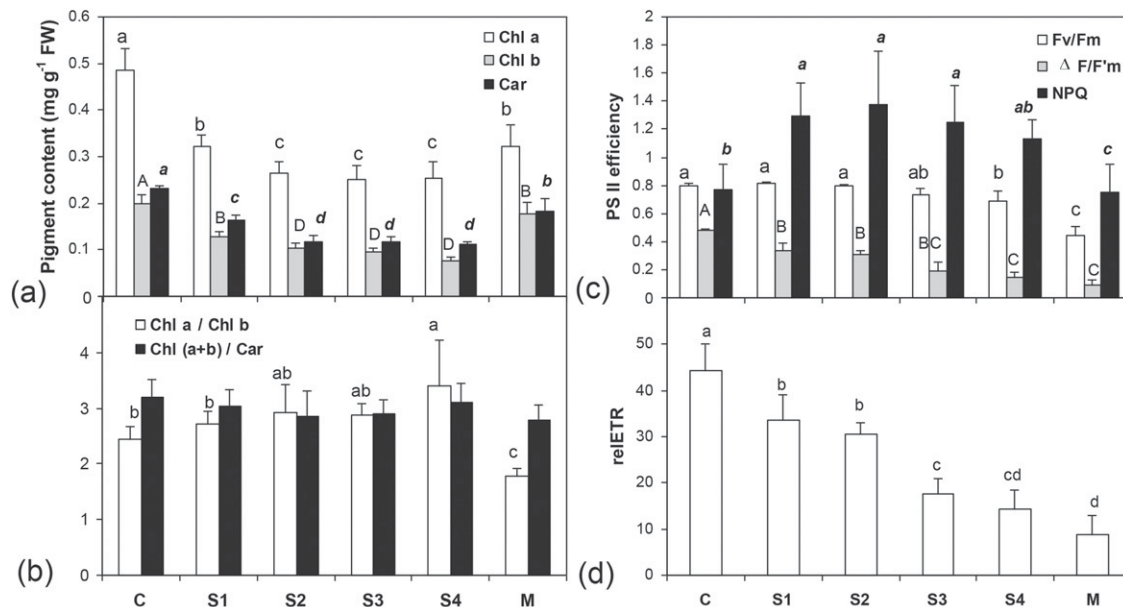 Pigment content (mg g⁻¹ FW)
0.6
0.5
0.4
0.3
0.2
0.1
0
Chl a
Chl b
Car
a
A
a
b
B
c
c
D
d
c
D
d
c
D
d
b
B
b
(a)
4
3
2
1
0
Chl a / Chl b
Chl (a+b) / Car
b
b
ab
ab
a
c
(b)
C S1 S2 S3 S4 M
PS II efficiency
2
1.8
1.6
1.4
1.2
1
0.8
0.6
0.4
0.2
0
Fv/Fm
Δ F/F'm
NPQ
a
A
b
a
B
a
a
B
a
ab
B C
a
b
C
ab
c
C
c
(c)
relETR
50
40
30
20
10
0
a
b
b
c
cd
d
(d)
C S1 S2 S3 S4 M